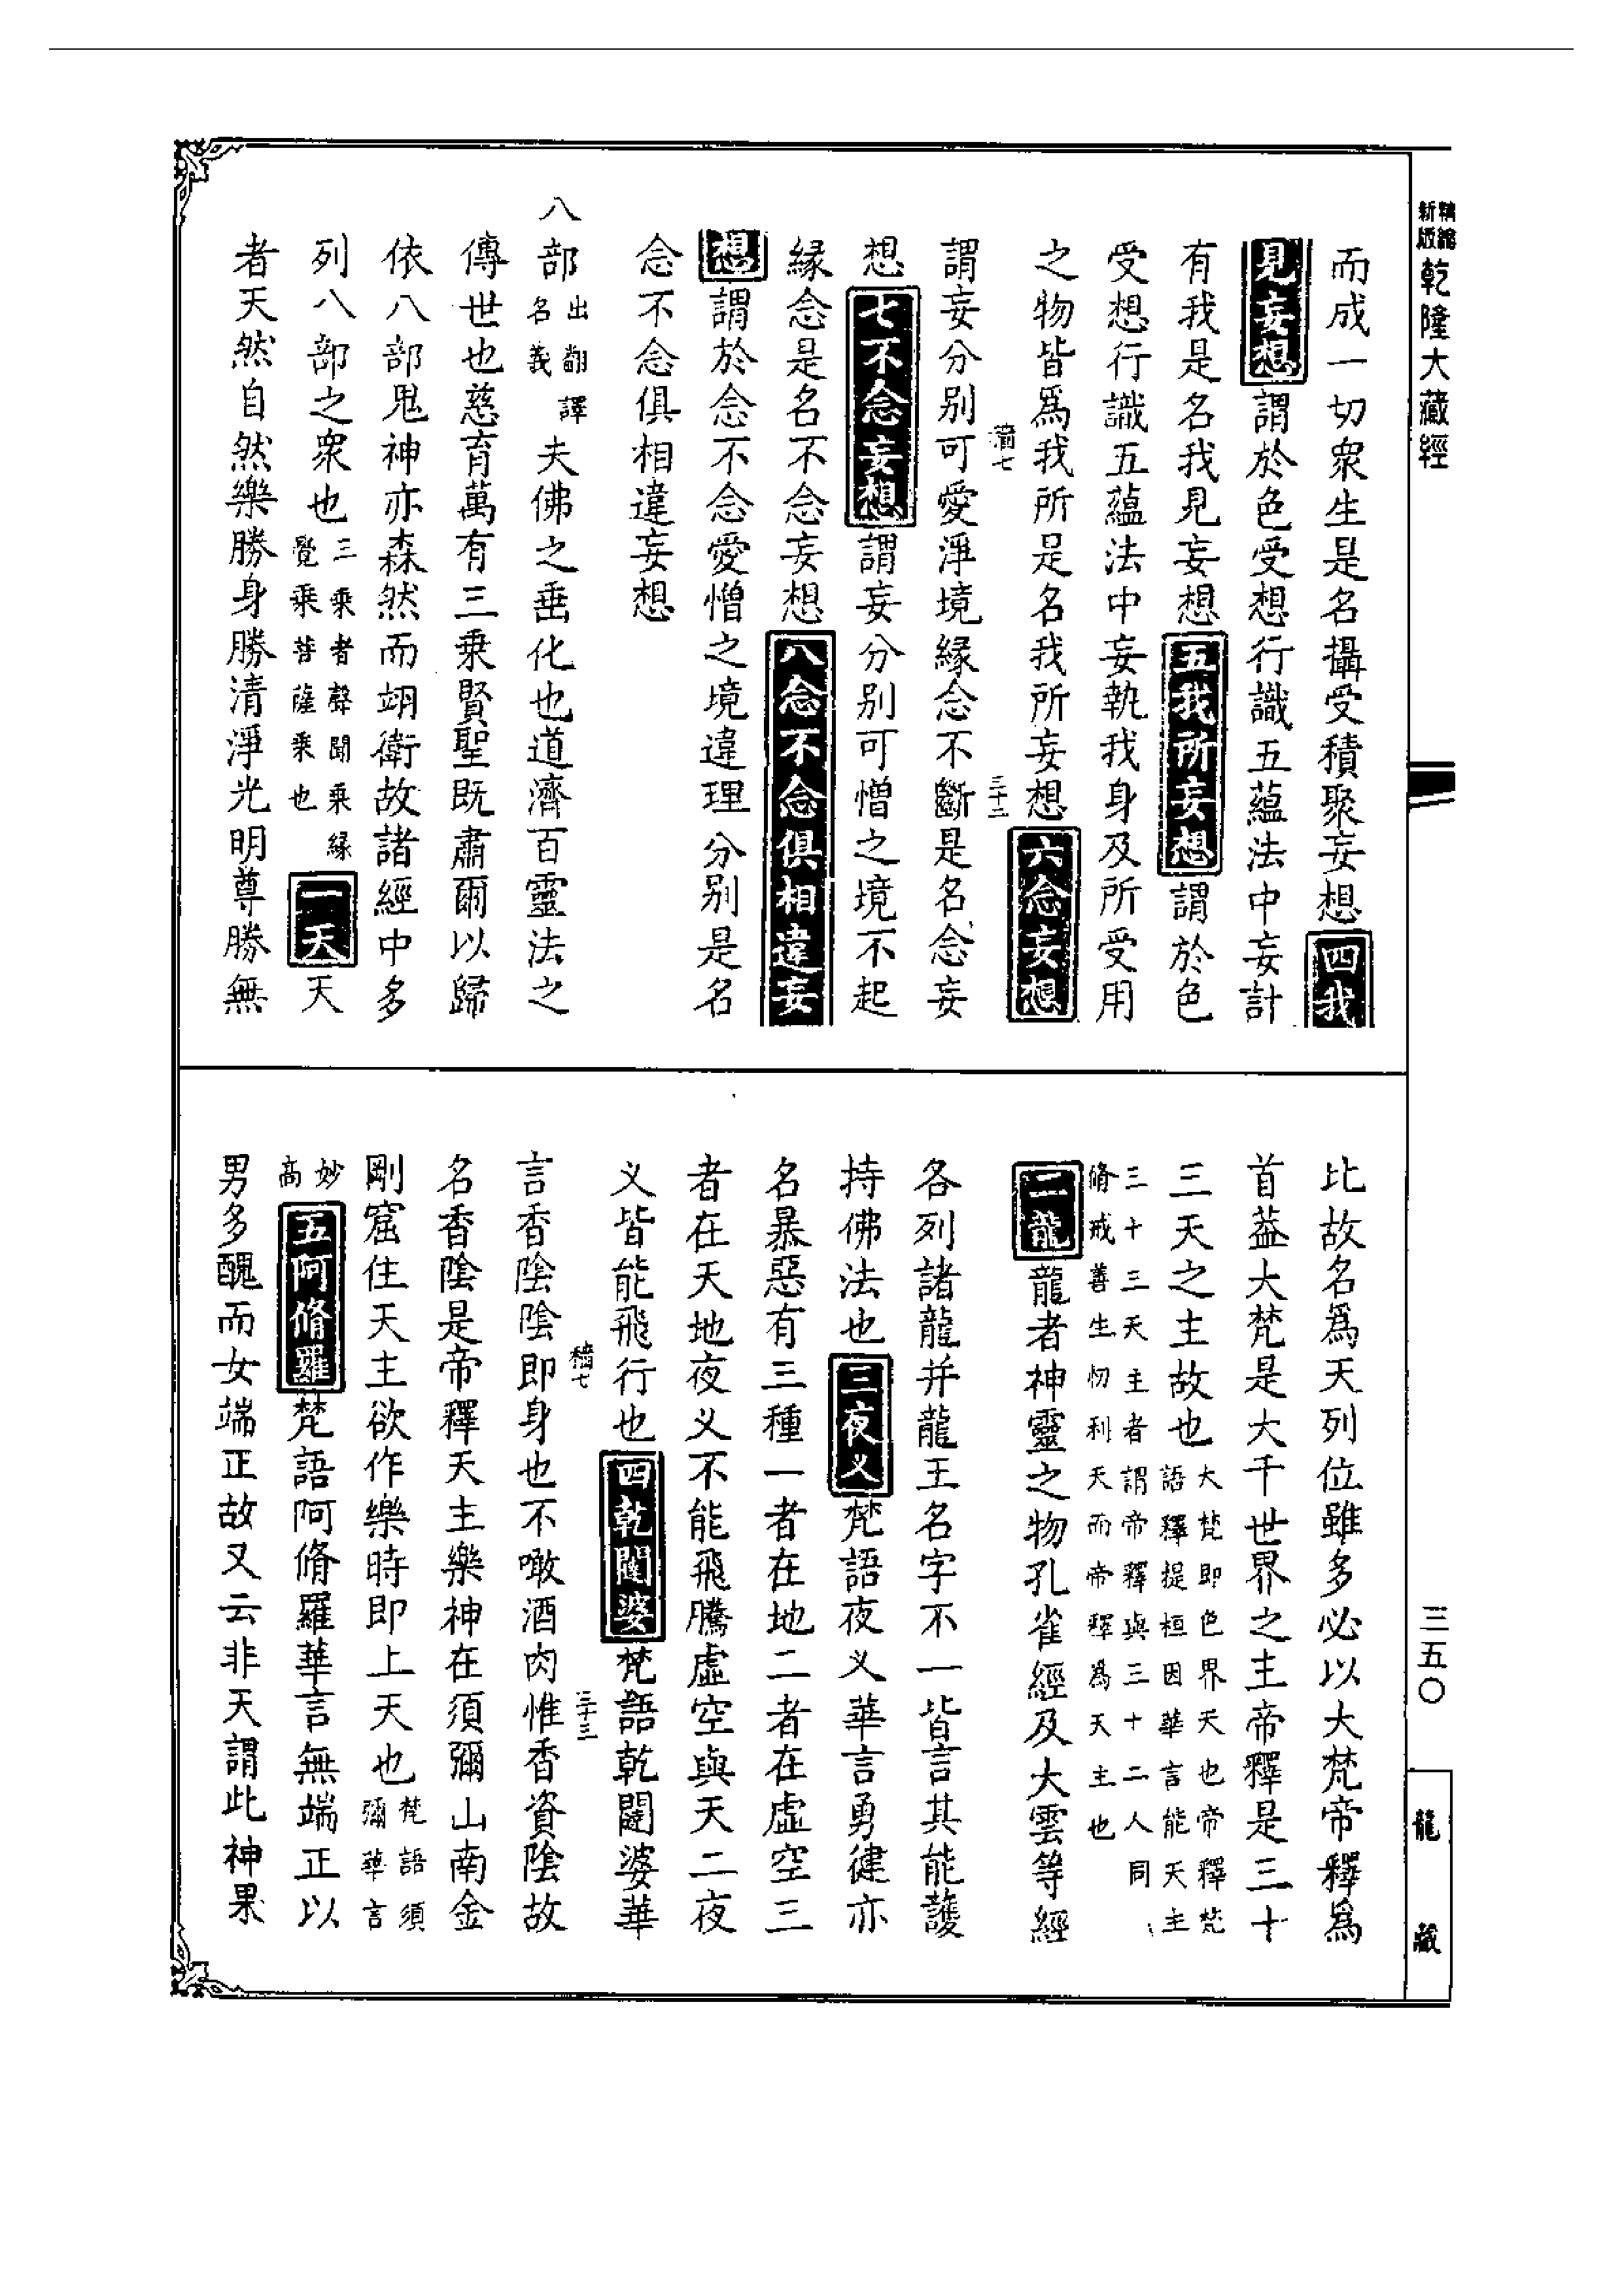 精縮
新版
乾隆大藏經
三五〇
龍藏
而成一切衆生是名攝受積聚妄想四我
見妄想謂於色受想行識五蘊法中妄計
有我是名我見妄想五我所妄想謂於色
受想行識五蘊法中妄執我身及所受用
之物皆爲我所是名我所妄想六念妄想
三十二
謂妄分別可愛淨境緣念不斷是名念妄
想七不念妄想謂妄分別可憎之境不起
緣念是名不念妄想八念不念俱相違妄
想謂於念不念愛憎之境違理分別是名
念不念俱相違妄想
八部出翻譯名義夫佛之垂化也道濟百靈法之
傳世也慈育萬有三乘賢聖既肅爾以歸
依八部鬼神亦森然而翊衛故諸經中多
列八部之衆也三乘者聲聞乘緣覺乘菩薩乘也一天天
者天然自然樂勝身勝清淨光明尊勝無
比故名爲天列位雖多必以大梵帝釋爲
首葢大梵是大千世界之主帝釋是三十
三天之主故也大梵即色界天也帝釋梵語釋提桓因華言能天主
三十三天主者謂帝釋與三十二人同脩戒善生忉利天而帝釋爲天主也
二龍龍者神靈之物孔雀經及大雲等經
各列諸龍并龍王名字不一皆言其能護
持佛法也三夜义梵語夜义華言勇健亦
名暴惡有三種一者在地二者在虛空三
者在天地夜义不能飛騰虛空與天二夜
义皆能飛行也四乾闥婆梵語乾闥婆華
三十三
言香陰陰即身也不噉酒肉惟香資陰故
名香陰是帝釋天主樂神在須彌山南金
剛窟住天主欲作樂時即上天也梵語須彌華言
妙高五阿脩羅梵語阿脩羅華言無端正以
男多醜而女端正故又云非天謂此神果